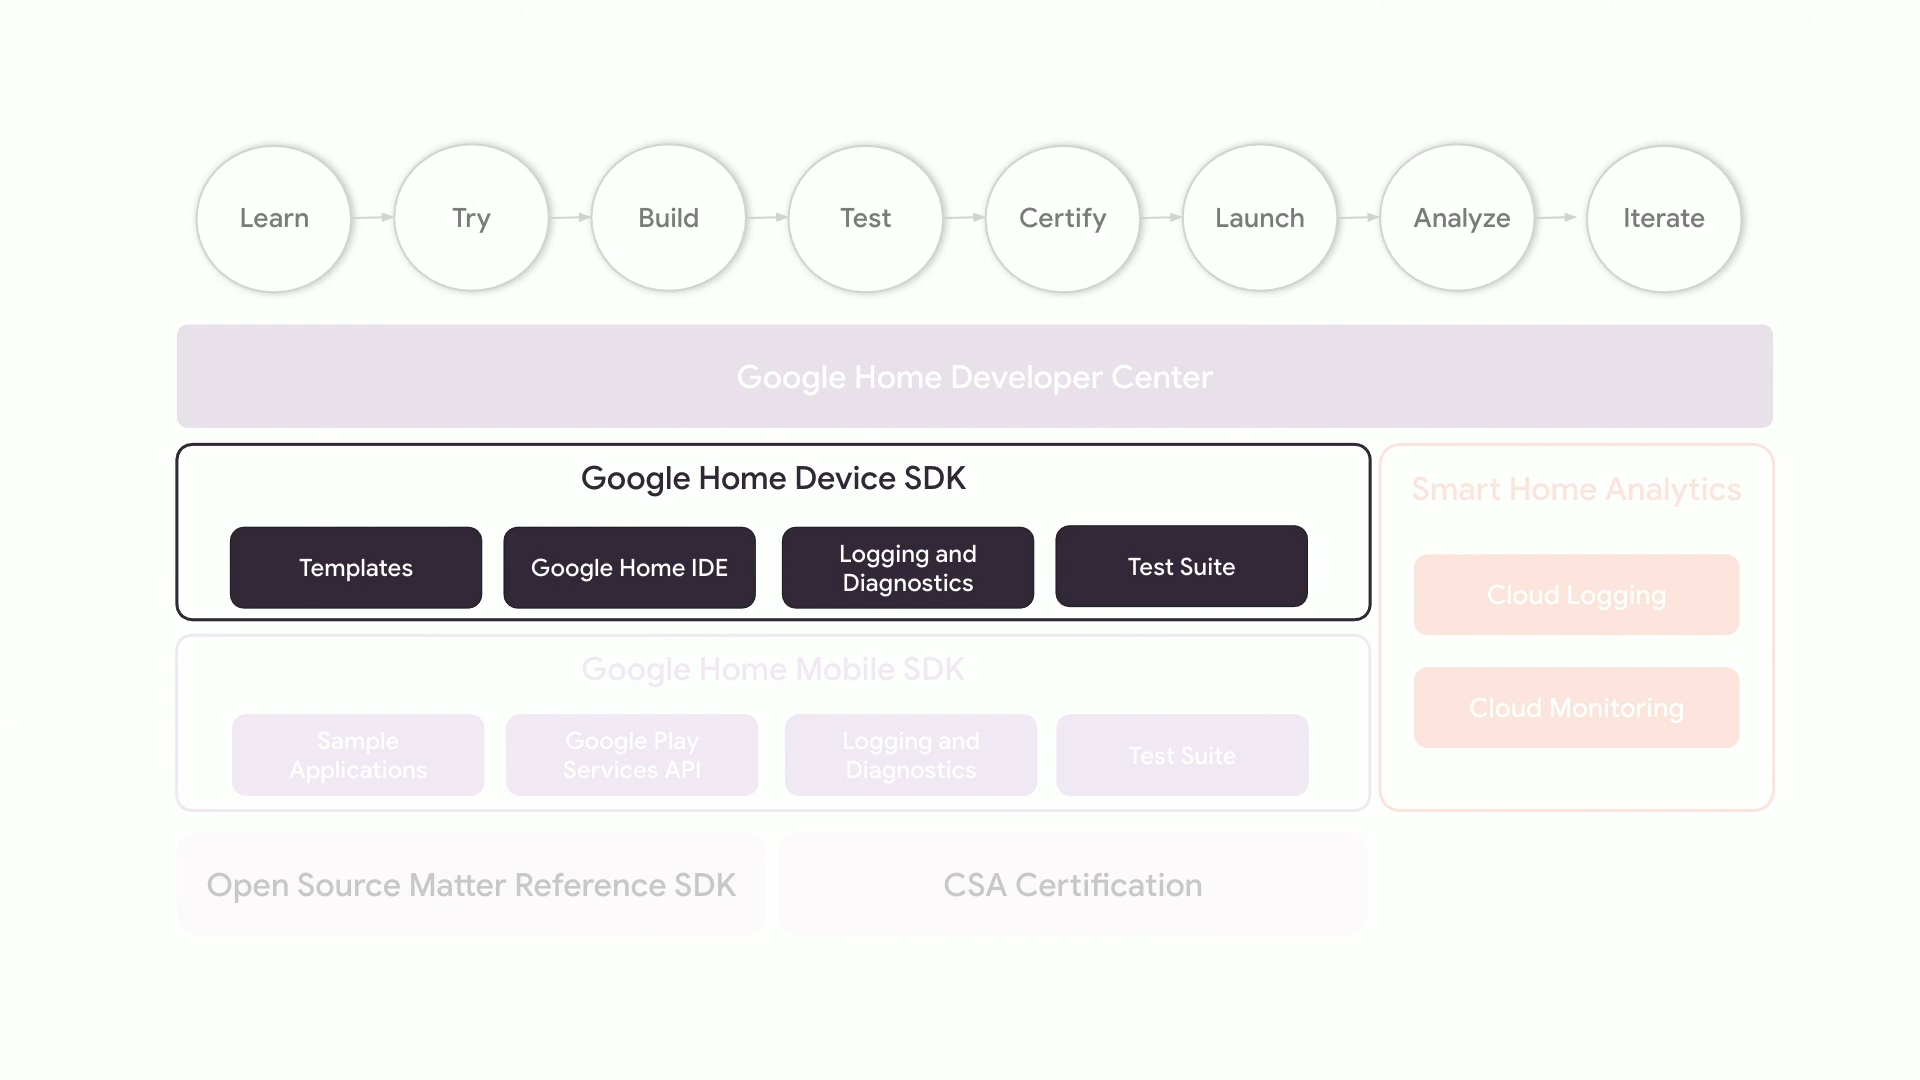 Learn
Try
Build
Test
Certify
Launch
Analyze
Iterate
Google Home Developer Center
Google Home Device SDK
Templates
Google Home IDE
Logging and
Diagnostics
Test Suite
Google Home Mobile SDK
Sample
Applications
Google Play
Services API
Logging and
Diagnostics
Test Suite
Smart Home Analytics
Cloud Logging
Cloud Monitoring
Open Source Matter Reference SDK
CSA Certification